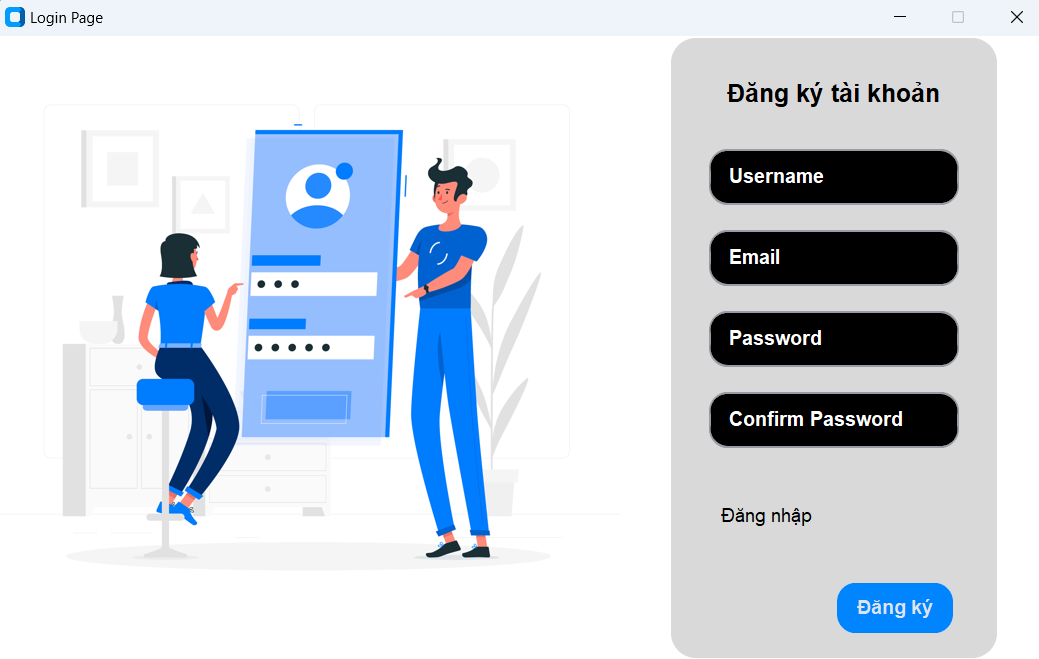 Login Page
Đăng ký tài khoản
Username
Email
Password
Confirm Password
Đăng nhập
Đăng ký